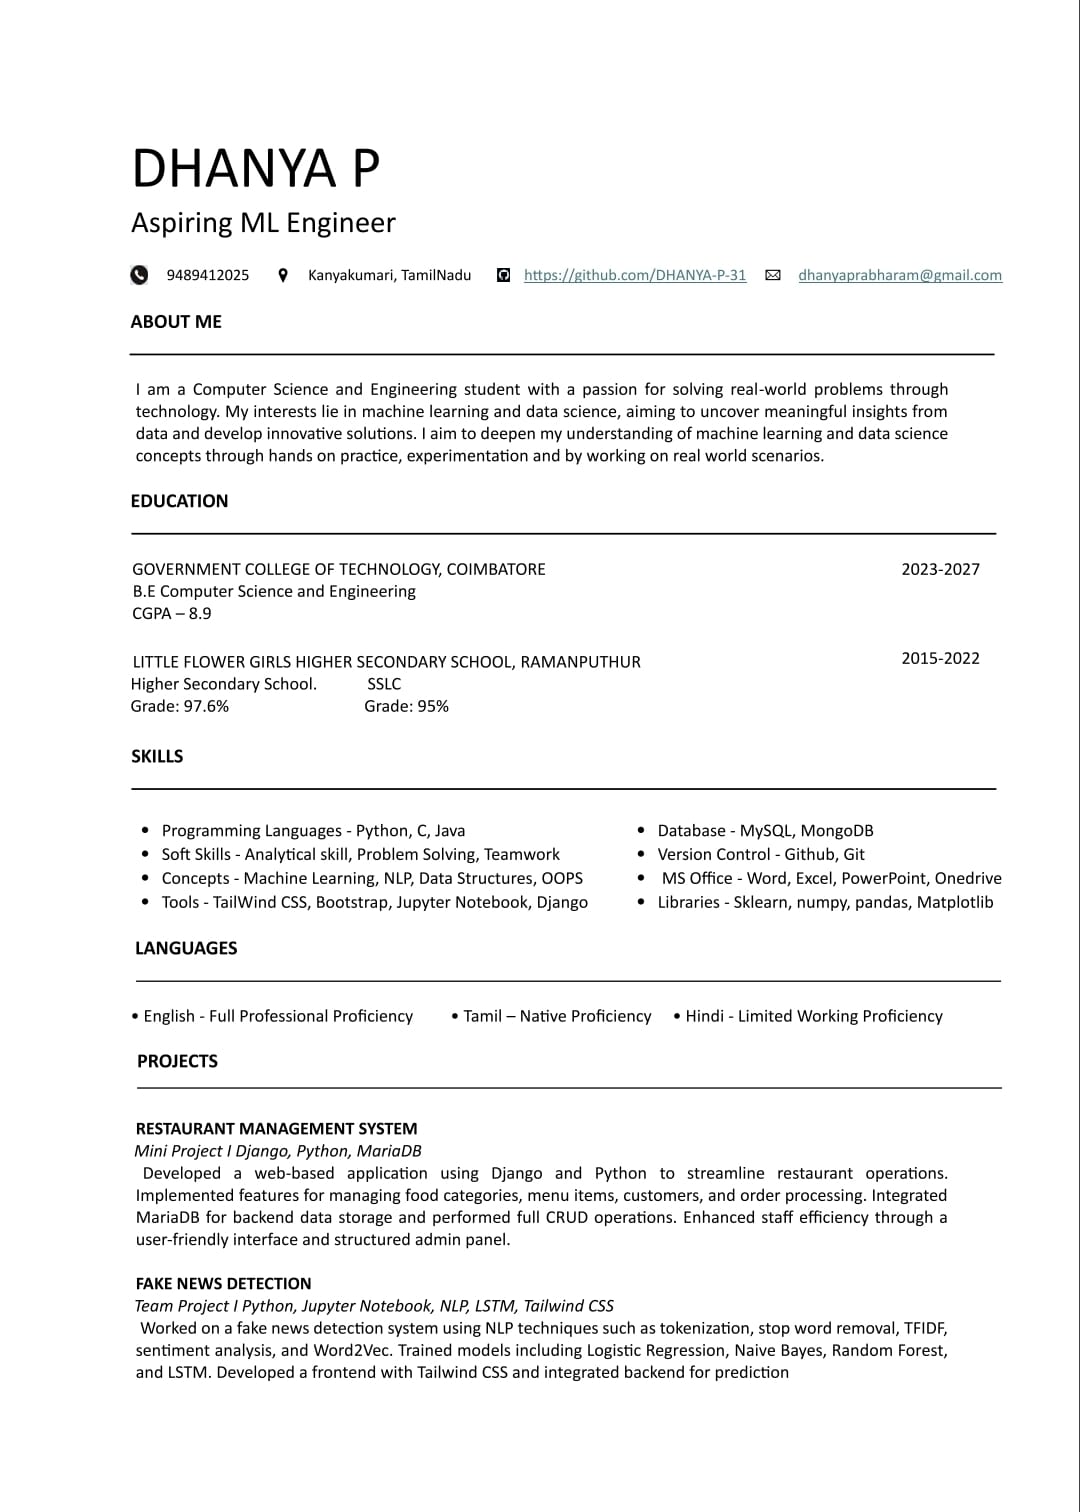 DHANYA P
Aspiring ML Engineer
9489412025 Kanyakumari, TamilNadu https://github.com/DHANYA-P-31 dhanyaprabharam@gmail.com
ABOUT ME
I am a Computer Science and Engineering student with a passion for solving real-world problems through
technology. My interests lie in machine learning and data science, aiming to uncover meaningful insights from
data and develop innovative solutions. I aim to deepen my understanding of machine learning and data science
concepts through hands on practice, experimentation and by working on real world scenarios.
EDUCATION
GOVERNMENT COLLEGE OF TECHNOLOGY, COIMBATORE 2023-2027
B.E Computer Science and Engineering
CGPA – 8.9
LITTLE FLOWER GIRLS HIGHER SECONDARY SCHOOL, RAMANPUTHUR 2015-2022
Higher Secondary School. SSLC
Grade: 97.6% Grade: 95%
SKILLS
• Programming Languages - Python, C, Java
• Soft Skills - Analytical skill, Problem Solving, Teamwork
• Concepts - Machine Learning, NLP, Data Structures, OOPS
• Tools - TailWind CSS, Bootstrap, Jupyter Notebook, Django
• Database - MySQL, MongoDB
• Version Control - Github, Git
• MS Office - Word, Excel, PowerPoint, Onedrive
• Libraries - Sklearn, numpy, pandas, Matplotlib
LANGUAGES
• English - Full Professional Proficiency • Tamil – Native Proficiency • Hindi - Limited Working Proficiency
PROJECTS
RESTAURANT MANAGEMENT SYSTEM
Mini Project I Django, Python, MariaDB
Developed a web-based application using Django and Python to streamline restaurant operations.
Implemented features for managing food categories, menu items, customers, and order processing. Integrated
MariaDB for backend data storage and performed full CRUD operations. Enhanced staff efficiency through a
user-friendly interface and structured admin panel.
FAKE NEWS DETECTION
Team Project I Python, Jupyter Notebook, NLP, LSTM, Tailwind CSS
Worked on a fake news detection system using NLP techniques such as tokenization, stop word removal, TFIDF,
sentiment analysis, and Word2Vec. Trained models including Logistic Regression, Naive Bayes, Random Forest,
and LSTM. Developed a frontend with Tailwind CSS and integrated backend for prediction